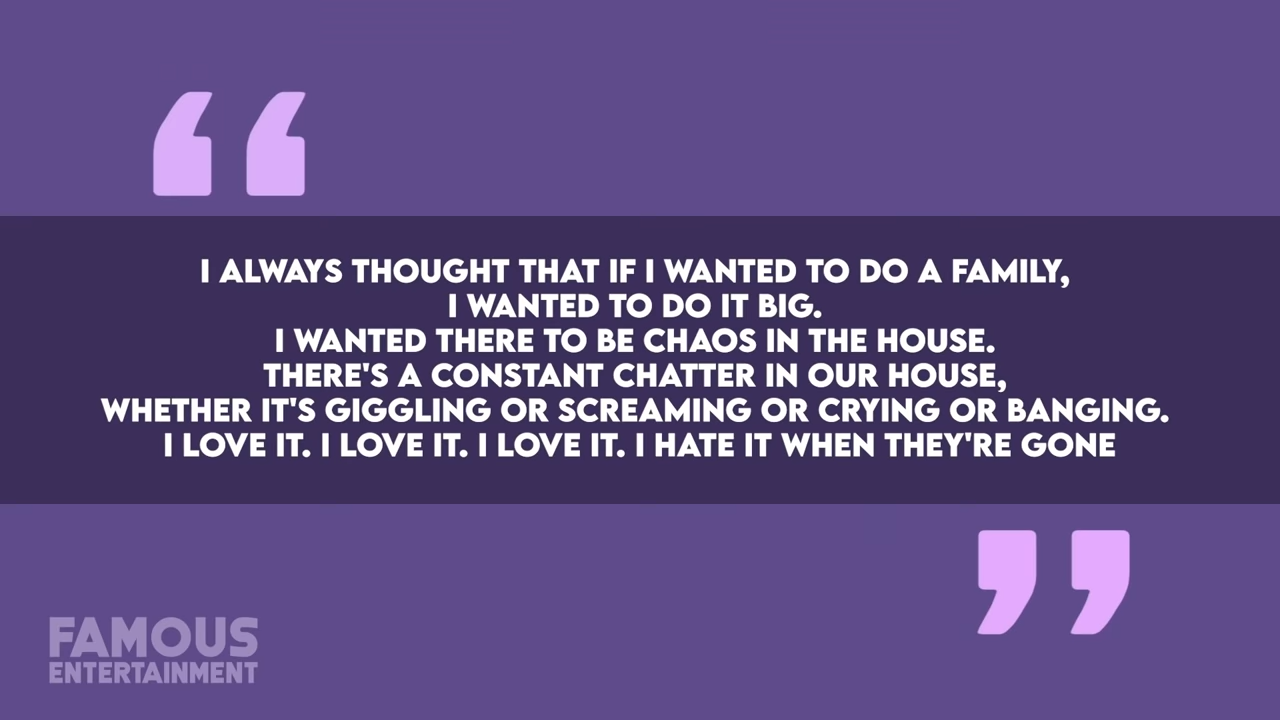 I ALWAYS THOUGHT THAT IF I WANTED TO DO A FAMILY,
I WANTED TO DO IT BIG.
I WANTED THERE TO BE CHAOS IN THE HOUSE.
THERE'S A CONSTANT CHATTER IN OUR HOUSE,
WHETHER IT'S GIGGLING OR SCREAMING OR CRYING OR BANGING.
I LOVE IT. I LOVE IT. I LOVE IT. I HATE IT WHEN THEY'RE GONE
FAMOUS
ENTERTAINMENT